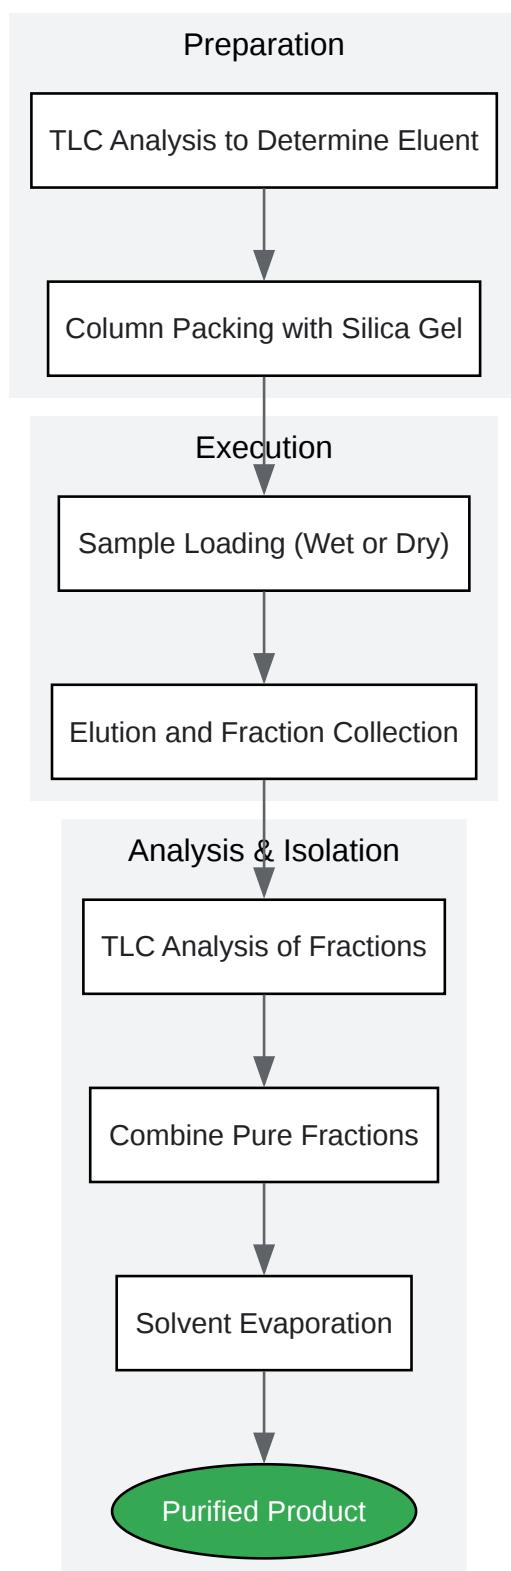 Preparation
TLC Analysis to Determine Eluent
Column Packing with Silica Gel
Execution
Sample Loading (Wet or Dry)
Elution and Fraction Collection
Analysis & Isolation
TLC Analysis of Fractions
Combine Pure Fractions
Solvent Evaporation
Purified Product